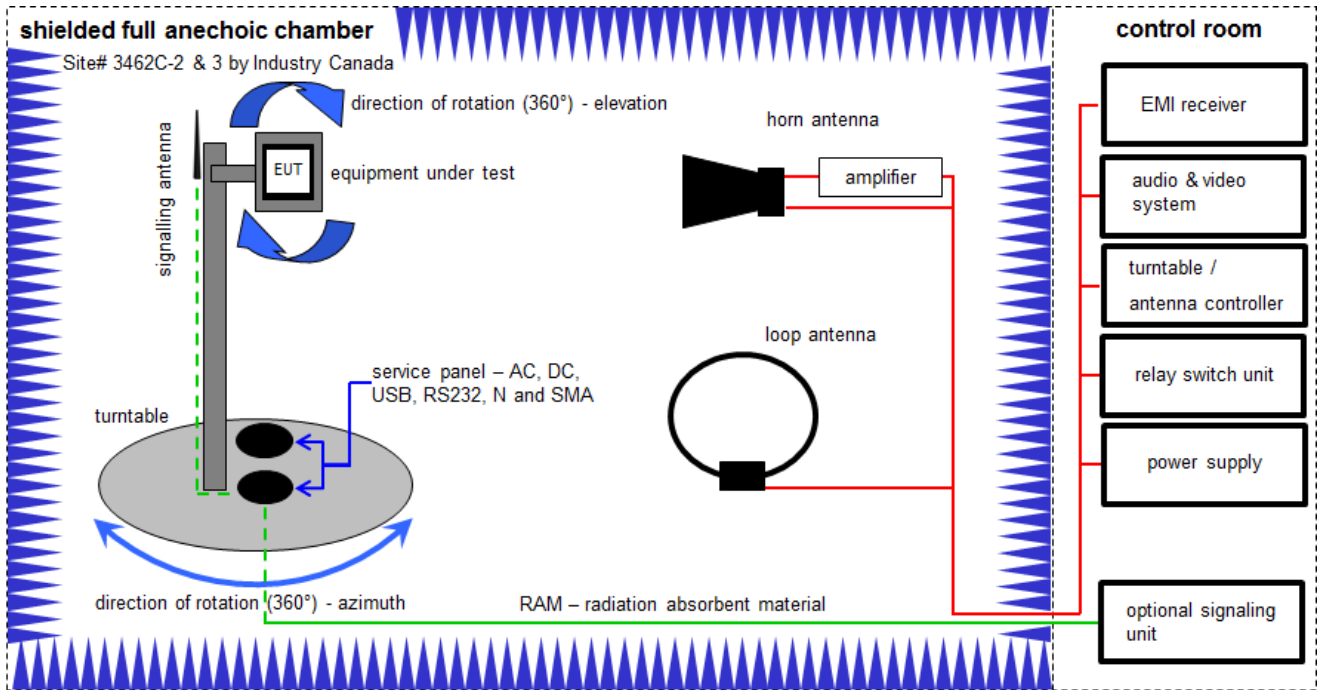 shielded full anechoic chamber
Site# 3462C-2 & 3 by Industry Canada
direction of rotation (360°) - elevation
signalling antenna
EUT
equipment under test
horn antenna
amplifier
loop antenna
service panel – AC, DC,
USB, RS232, N and SMA
turntable
direction of rotation (360°) - azimuth
RAM – radiation absorbent material
control room
EMI receiver
audio & video
system
turntable /
antenna controller
relay switch unit
power supply
optional signaling
unit